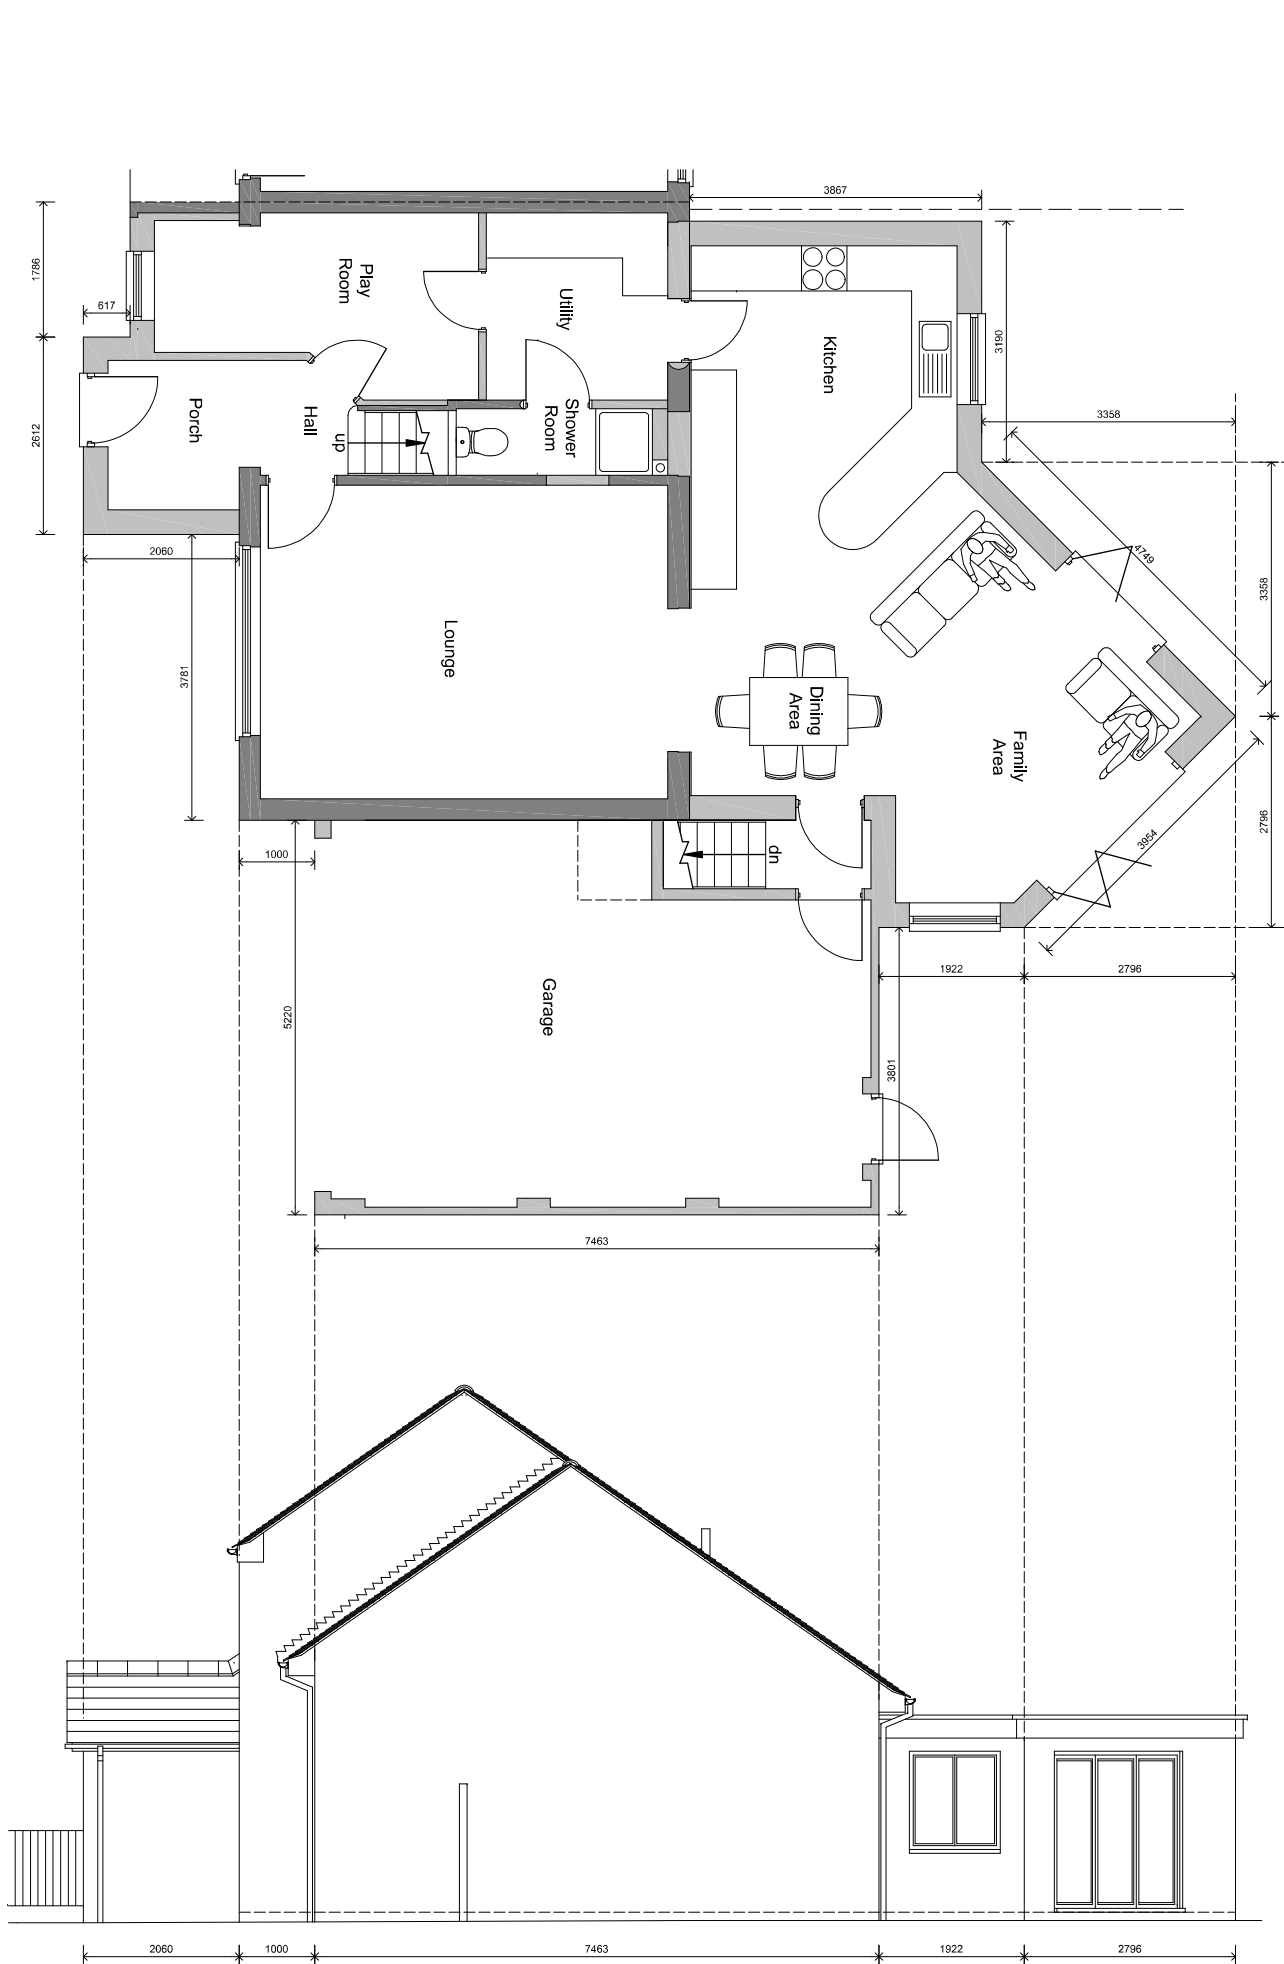 3867
1786
617
2612
Play
Room
Utility
Kitchen
3190
3358
Porch
Hall
up
Shower
Room
2060
3781
Lounge
4749
3358
Dining
Area
Family
Area
2796
3954
1000
dn
1922
2796
5220
Garage
3801
7463
2060
1000
7463
1922
2796